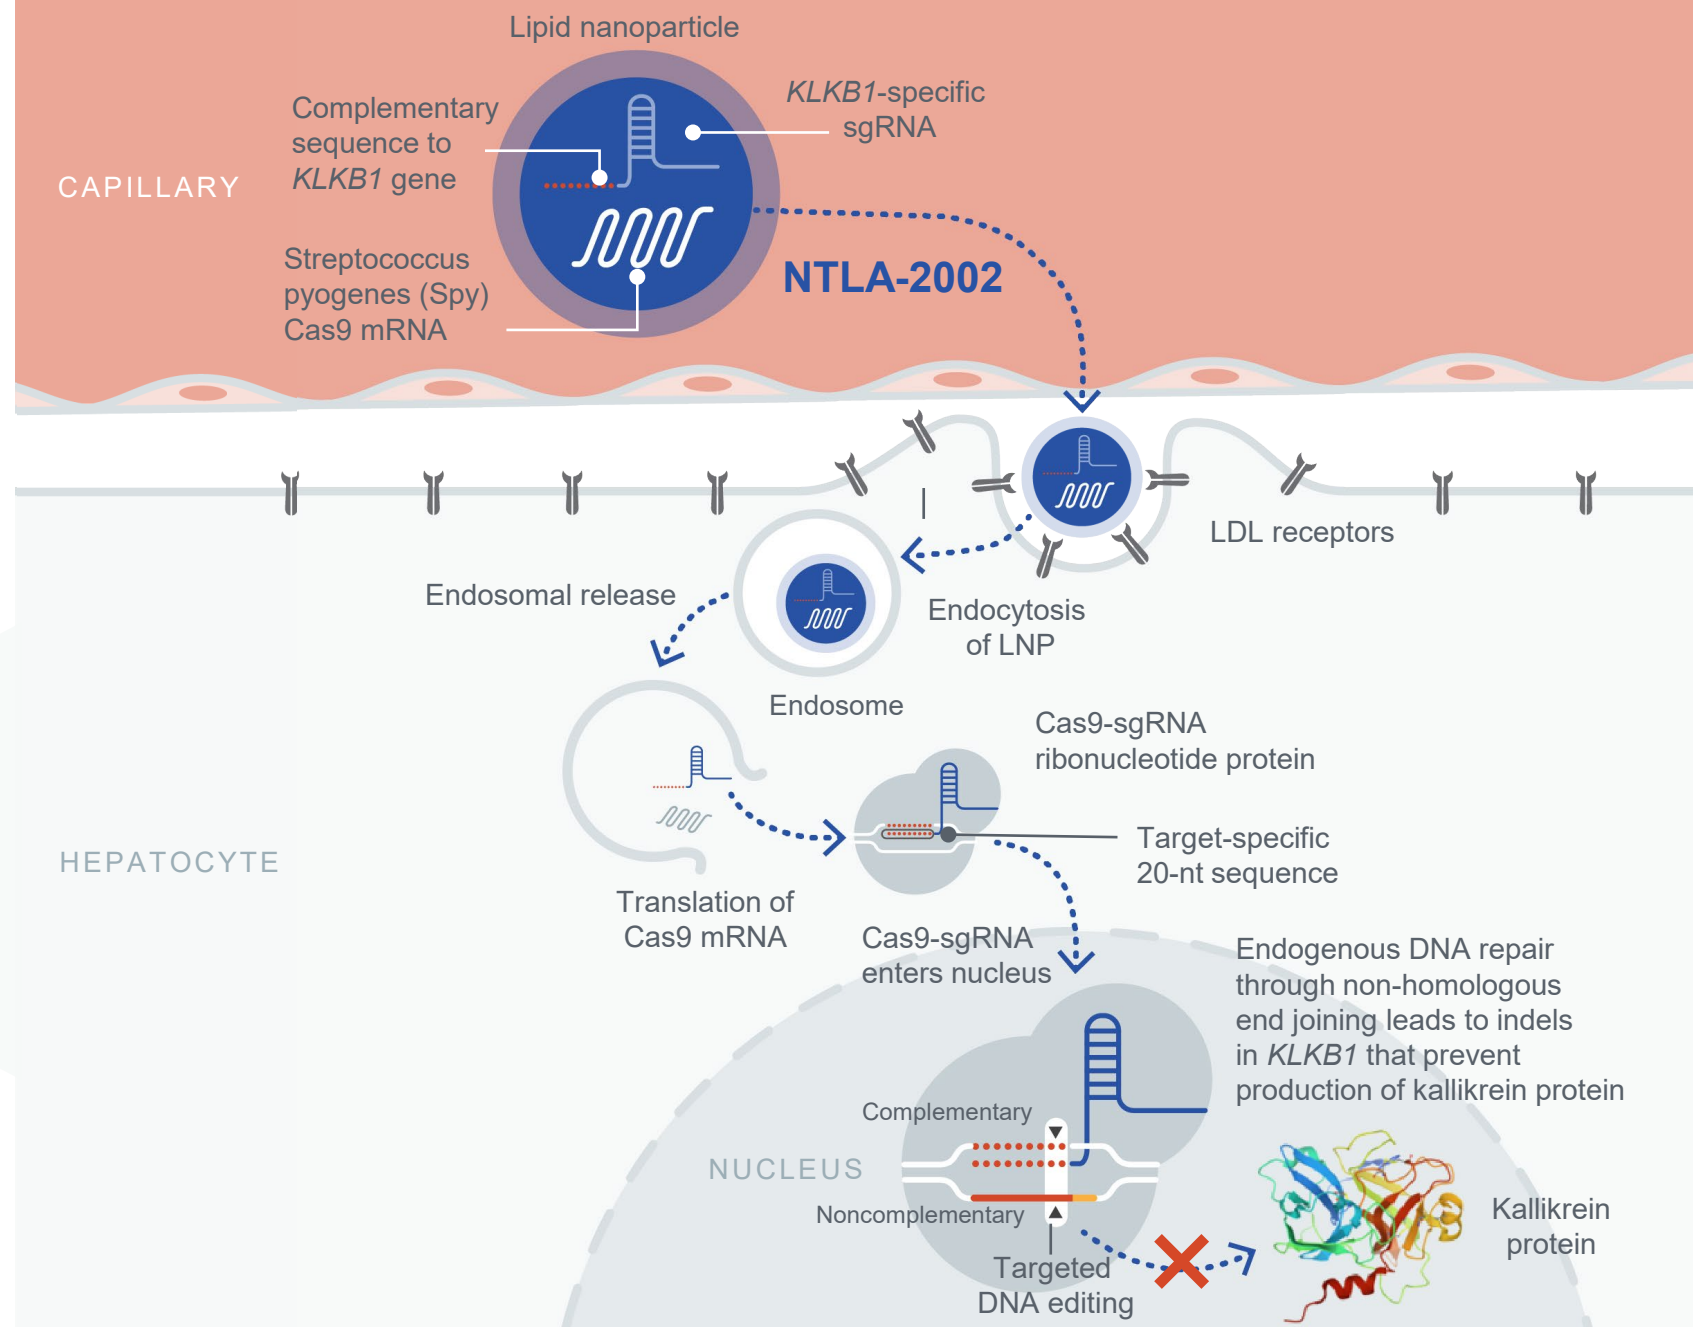 Lipid nanoparticle
Complementary
sequence to
KLKB1 gene
KLKB1-specific
sgRNA
CAPILLARY
Streptococcus
pyogenes (Spy)
Cas9 mRNA
NTLA-2002
LDL receptors
Endosomal release
Endocytosis
of LNP
Endosome
Cas9-sgRNA
ribonucleotide protein
Target-specific
20-nt sequence
HEPATOCYTE
Translation of
Cas9 mRNA
Cas9-sgRNA
enters nucleus
Endogenous DNA repair
through non-homologous
end joining leads to indels
in KLKB1 that prevent
production of kallikrein protein
Complementary
NUCLEUS
Noncomplementary
Targeted
DNA editing
Kallikrein
protein